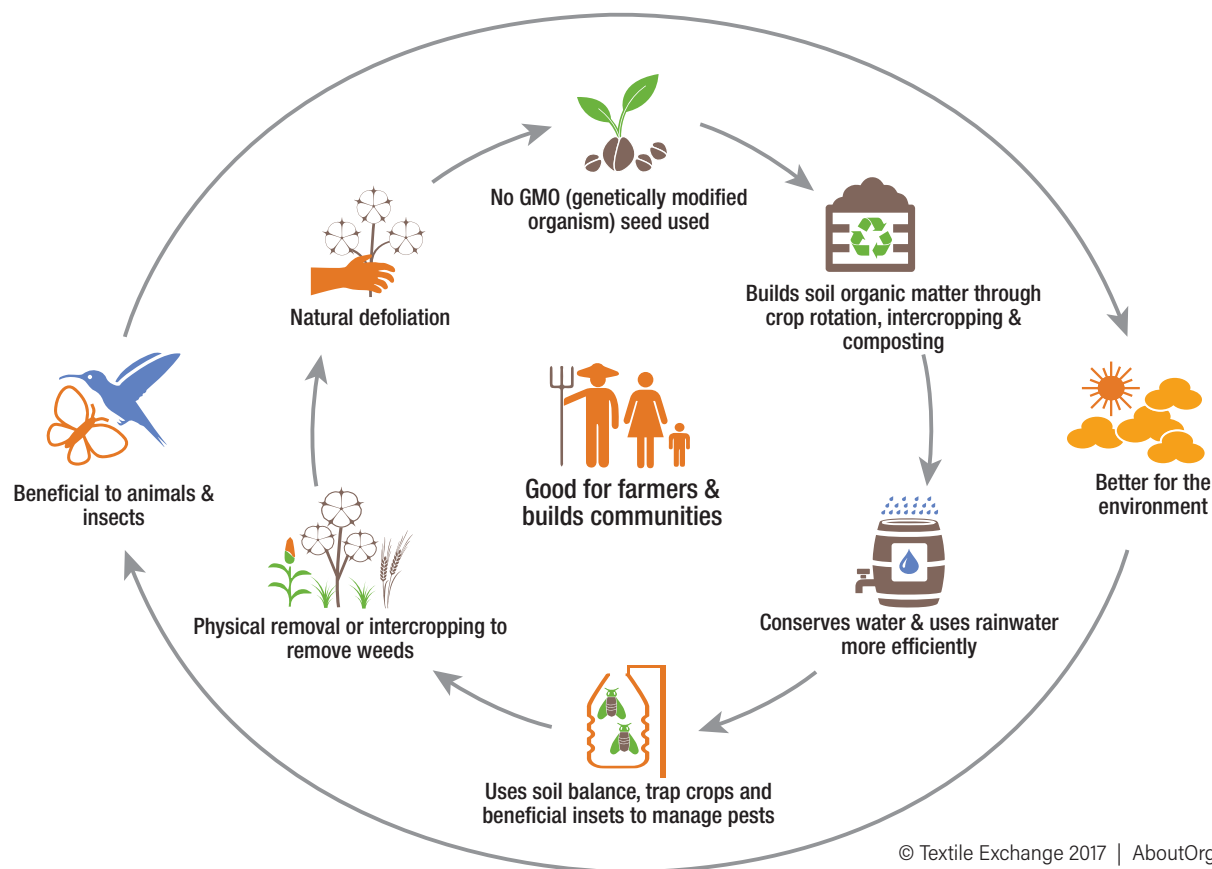 No GMO (genetically modified
organism) seed used
Builds soil organic matter through
crop rotation, intercropping &
composting
Better for the
environment
Conserves water & uses rainwater
more efficiently
Uses soil balance, trap crops and
beneficial insets to manage pests
Physical removal or intercropping to
remove weeds
Natural defoliation
Beneficial to animals &
insects
Good for farmers &
builds communities
© Textile Exchange 2017 | AboutOrg